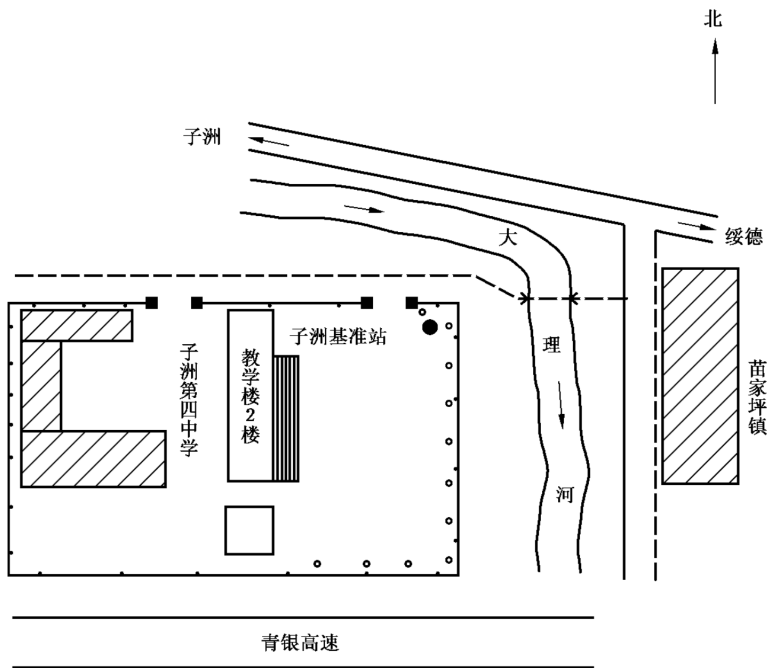 北
子洲
绥德
大
理
河
子洲基准站
子洲第四中学
教学楼2楼
苗家坪镇
青银高速